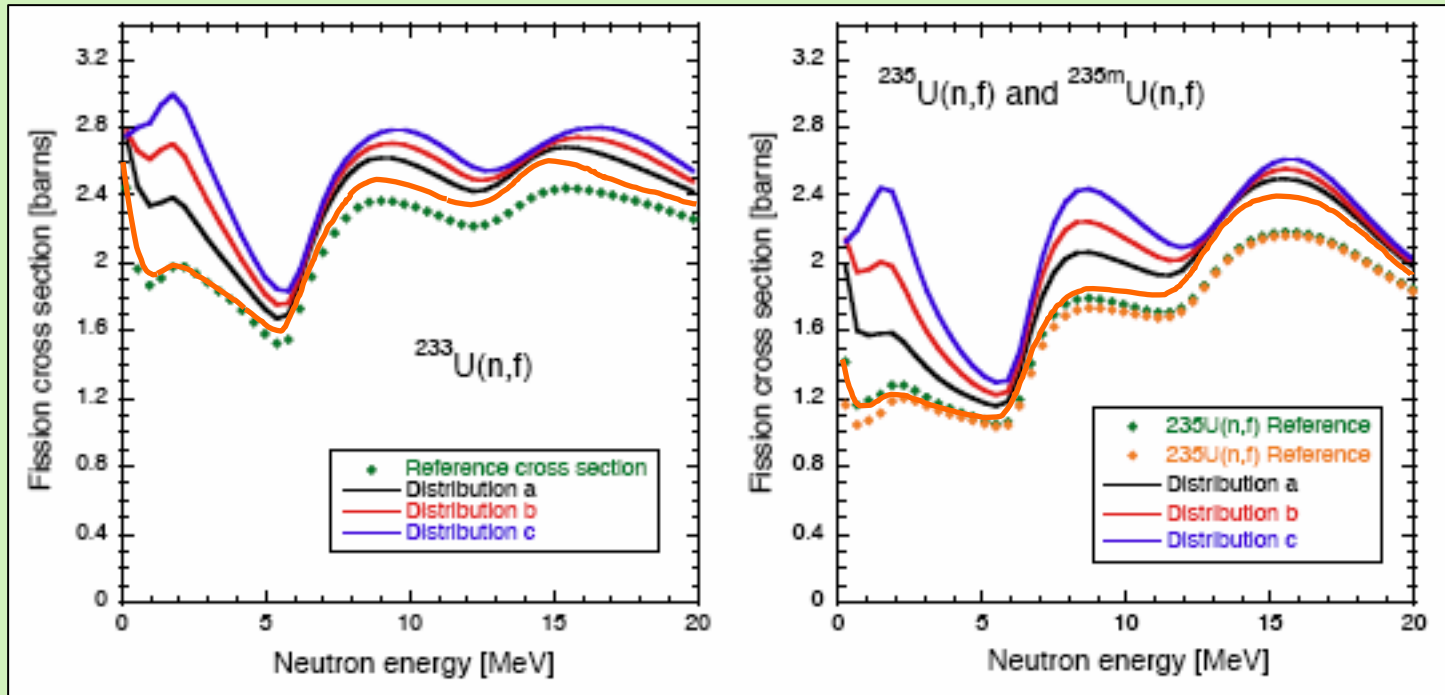 Fission cross section [barns]
3.2
2.8
2.4
2
1.6
1.2
0.8
0.4
0
233U(n,f)
Reference cross section
Distribution a
Distribution b
Distribution c
0 5 10 15 20
Neutron energy [MeV]
Fission cross section [barns]
3.2
2.8
2.4
2
1.6
1.2
0.8
0.4
0
235U(n,f) and 235mU(n,f)
235U(n,f) Reference
235U(n,f) Reference
Distribution a
Distribution b
Distribution c
0 5 10 15 20
Neutron energy [MeV]